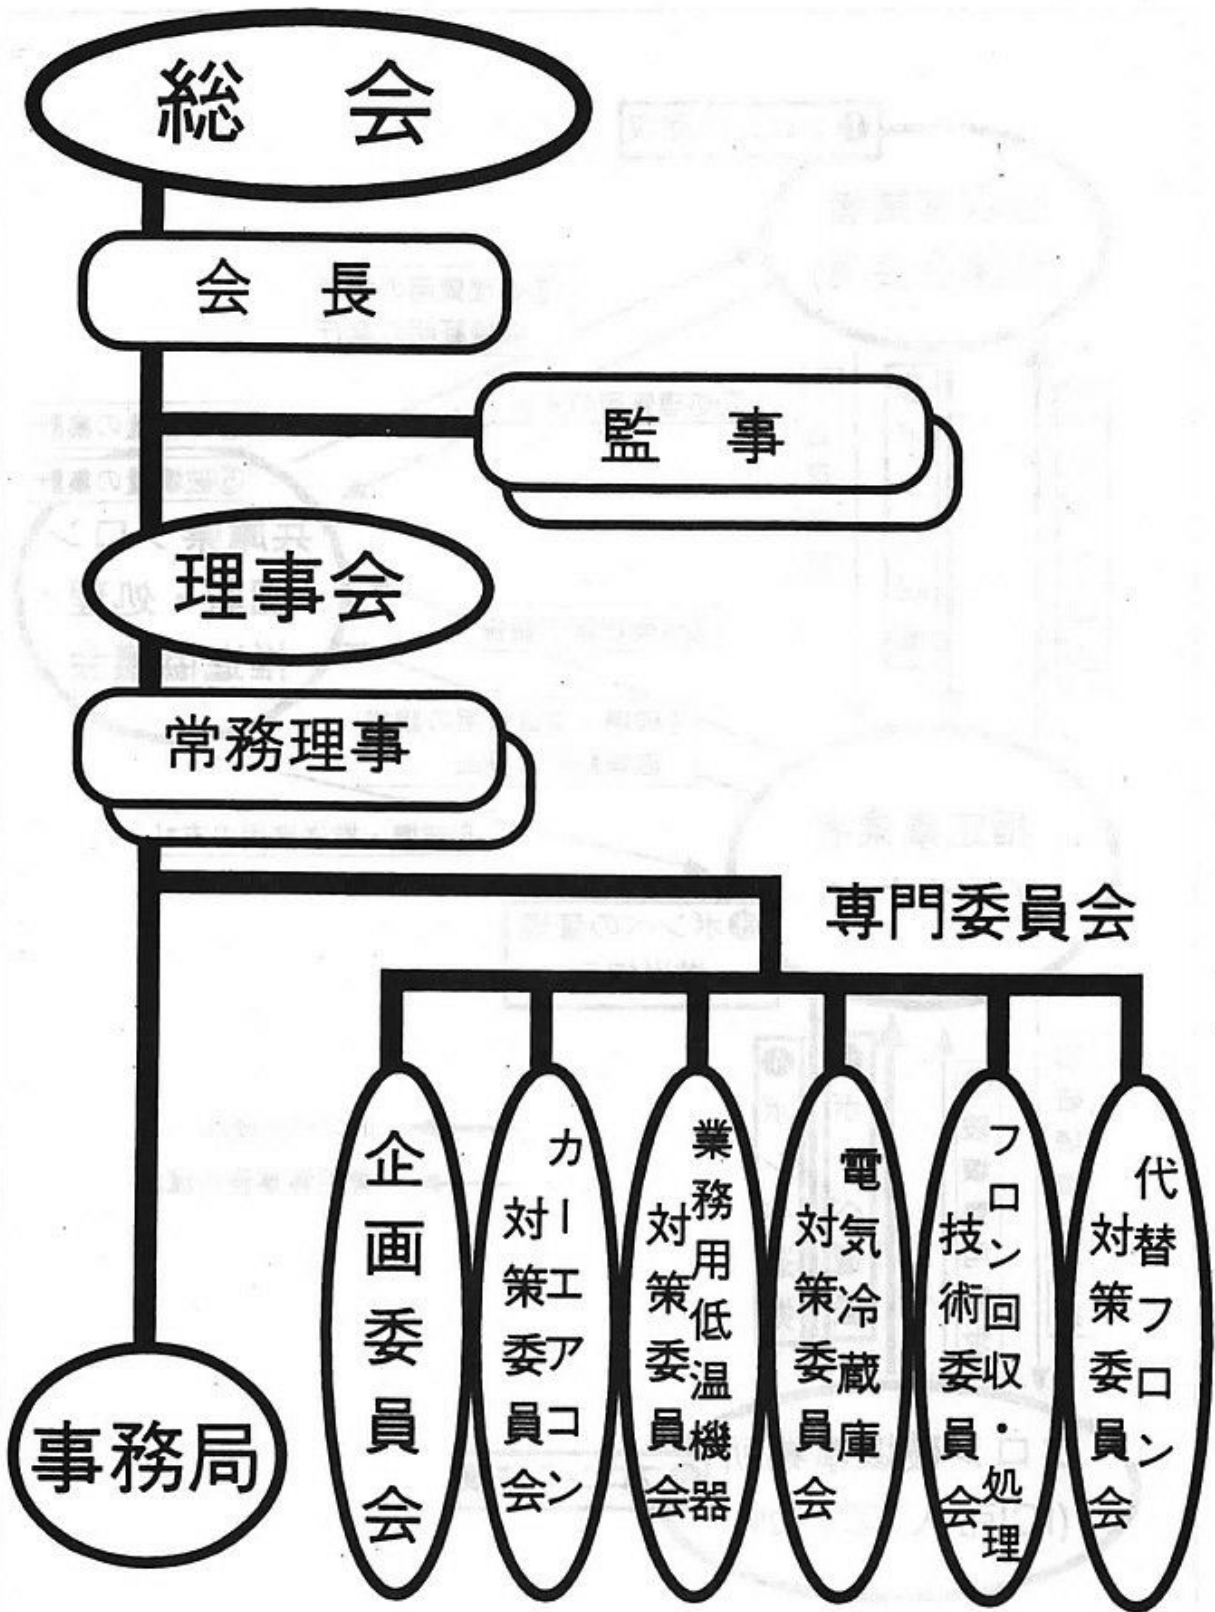 総　会
会　長
監　事
理事会
常務理事
専門委員会
企画委員会
カーエアコン
対策委員会
業務用低温機器
対策委員会
電気冷蔵庫
対策委員会
フロン回収・処理
技術委員会
代替フロン
対策委員会
事務局